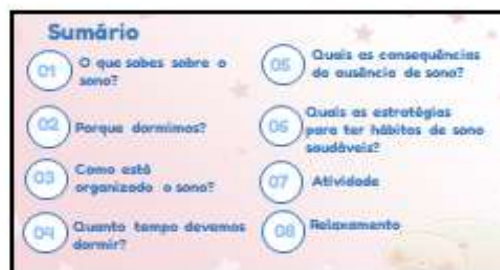 Sumário
01
O que sabes sobre o
sono?
02
Porque dormimos?
03
Como está
organizado o sono?
04
Quanto tempo devemos
dormir?
05
Quais as consequências
da ausência de sono?
06
Quais as estratégias
para ter hábitos de sono
saudáveis?
07
Atividade
08
Relaxamento